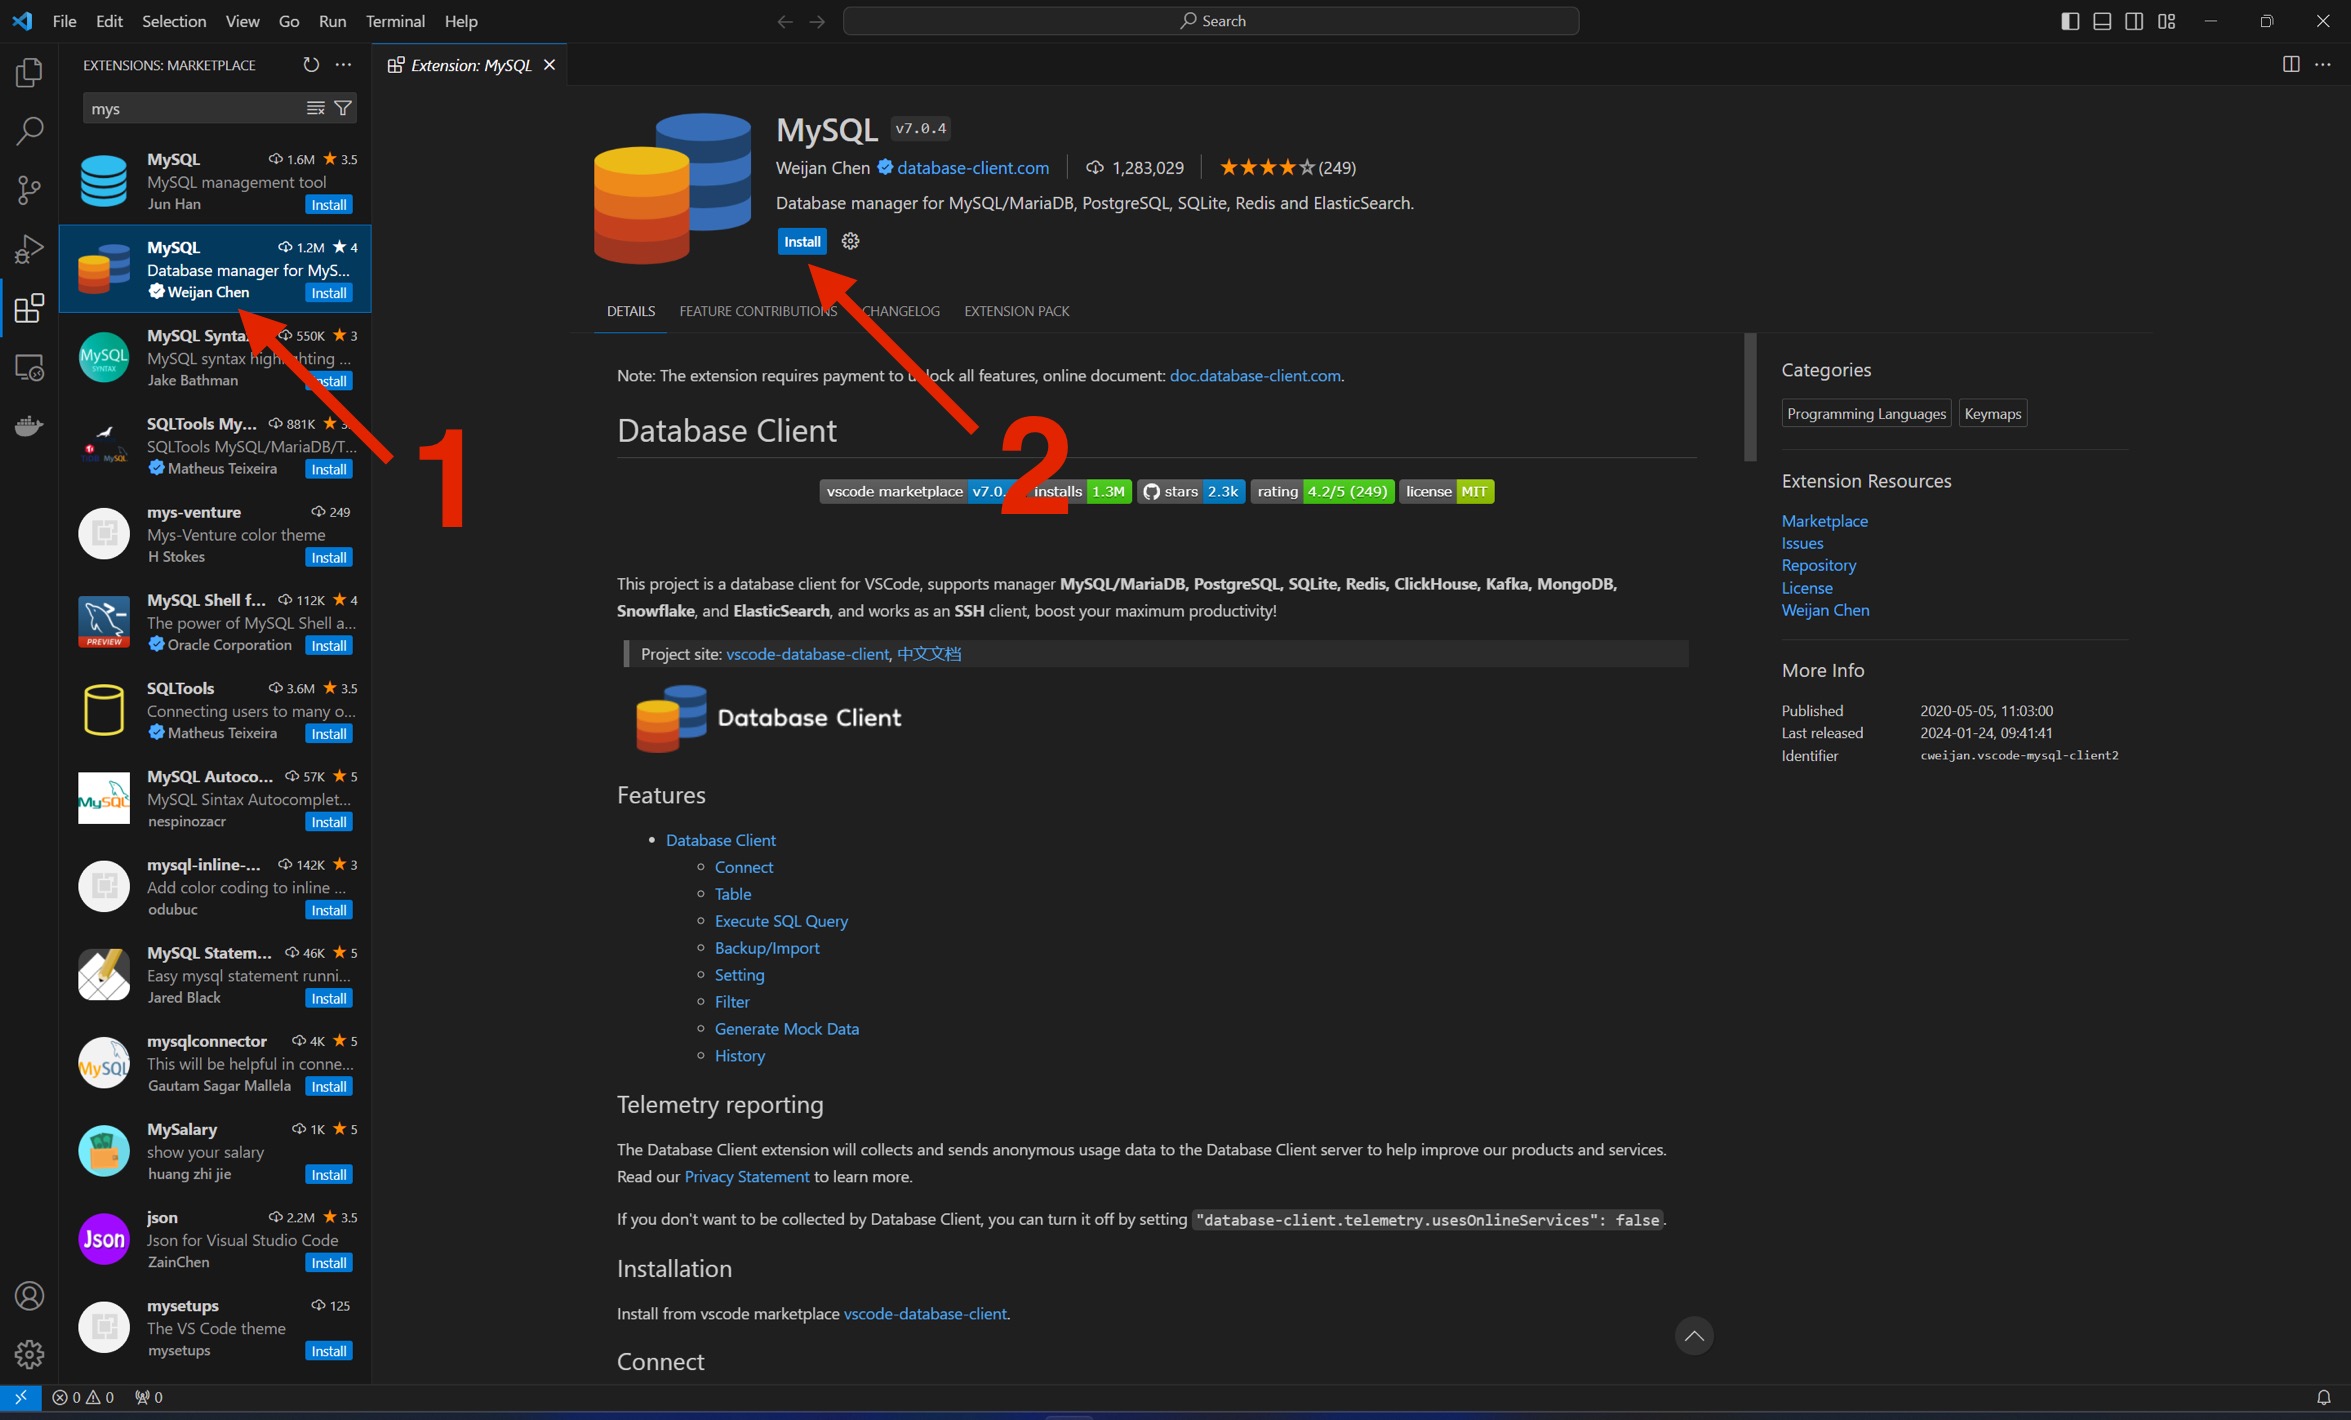 File Edit Selection View Go Run Terminal Help
Search
EXTENSIONS: MARKETPLACE
mys
MySQL 1.6M 3.5
MySQL management tool
Jun Han Install
MySQL 1.2M 4
Database manager for MyS...
Weijan Chen Install
MySQL Synta 550K 3
MySQL syntax highlighting ...
Jake Bathman Install
MySQL
SYNTAX
SQLTools My... 881K
SQLTools MySQL/MariaDB/T...
Matheus Teixeira Install
mys-venture 249
Mys-Venture color theme
H Stokes Install
MySQL Shell f... 112K 4
The power of MySQL Shell a...
Oracle Corporation Install
PREVIEW
SQLTools 3.6M 3.5
Connecting users to many o...
Matheus Teixeira Install
MySQL Autoco... 57K 5
MySQL Sintax Autocomplet...
nespinozacr Install
MySQL
mysql-inline-... 142K 3
Add color coding to inline ...
odubuc Install
MySQL Statem... 46K 5
Easy mysql statement runni...
Jared Black Install
mysqlconnector 4K 5
This will be helpful in conne...
Gautam Sagar Mallela Install
MySQL
MySalary 1K 5
show your salary
huang zhi jie Install
json 2.2M 3.5
Json for Visual Studio Code
ZainChen Install
Json
mysetups 125
The VS Code theme
mysetups Install
1
2
Extension: MySQL
MySQL v7.0.4
Weijan Chen database-client.com 1,283,029 (249)
Database manager for MySQL/MariaDB, PostgreSQL, SQLite, Redis and ElasticSearch.
Install
DETAILS FEATURE CONTRIBUTIONS CHANGELOG EXTENSION PACK
Note: The extension requires payment to unlock all features, online document: doc.database-client.com.
Database Client
vscode marketplace v7.0. installs 1.3M stars 2.3k rating 4.2/5 (249) license MIT
This project is a database client for VSCode, supports manager MySQL/MariaDB, PostgreSQL, SQLite, Redis, ClickHouse, Kafka, MongoDB,
Snowflake, and ElasticSearch, and works as an SSH client, boost your maximum productivity!
Project site: vscode-database-client, 中文文档
Database Client
Features
Database Client
Connect
Table
Execute SQL Query
Backup/Import
Setting
Filter
Generate Mock Data
History
Telemetry reporting
The Database Client extension will collects and sends anonymous usage data to the Database Client server to help improve our products and services.
Read our Privacy Statement to learn more.
If you don't want to be collected by Database Client, you can turn it off by setting "database-client.telemetry.usesOnlineServices": false.
Installation
Install from vscode marketplace vscode-database-client.
Connect
Categories
Programming Languages Keymaps
Extension Resources
Marketplace
Issues
Repository
License
Weijan Chen
More Info
Published 2020-05-05, 11:03:00
Last released 2024-01-24, 09:41:41
Identifier cweijan.vscode-mysql-client2
0 0 0